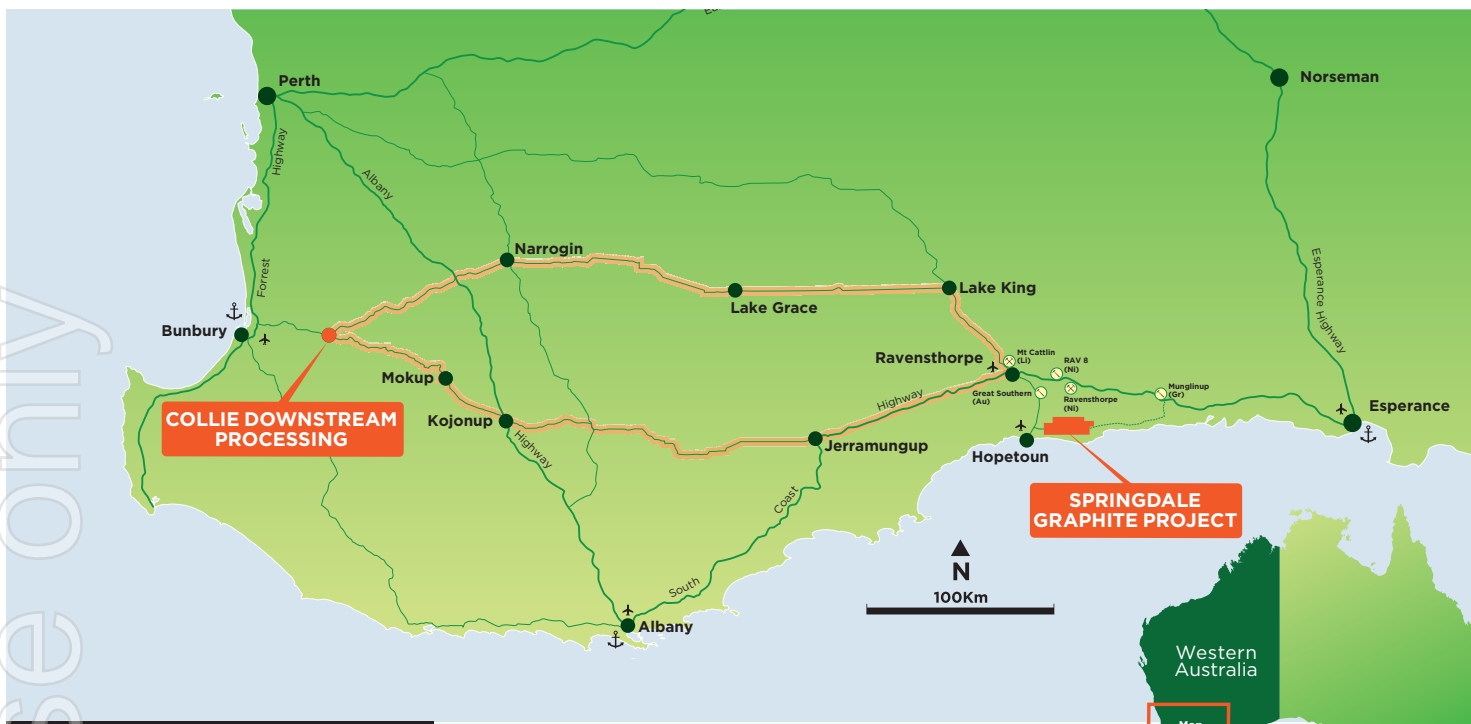 Perth
Norseman
Highway
Albany
Narrogin
Esperance Highway
Forrest
Lake King
Lake Grace
Bunbury
Ravensthorpe
Mt Cattlin
(Li)
RAV 8
(Ni)
Mokup
Great Southern
(Au)
Ravensthorpe
(Ni)
Munglinup
(Gr)
Highway
COLLIE DOWNSTREAM
PROCESSING
Kojonup
Highway
Esperance
Jerramungup
Hopetoun
Coast
SPRINGDALE
GRAPHITE PROJECT
N
100Km
South
Albany
Western
Australia
Map
se only